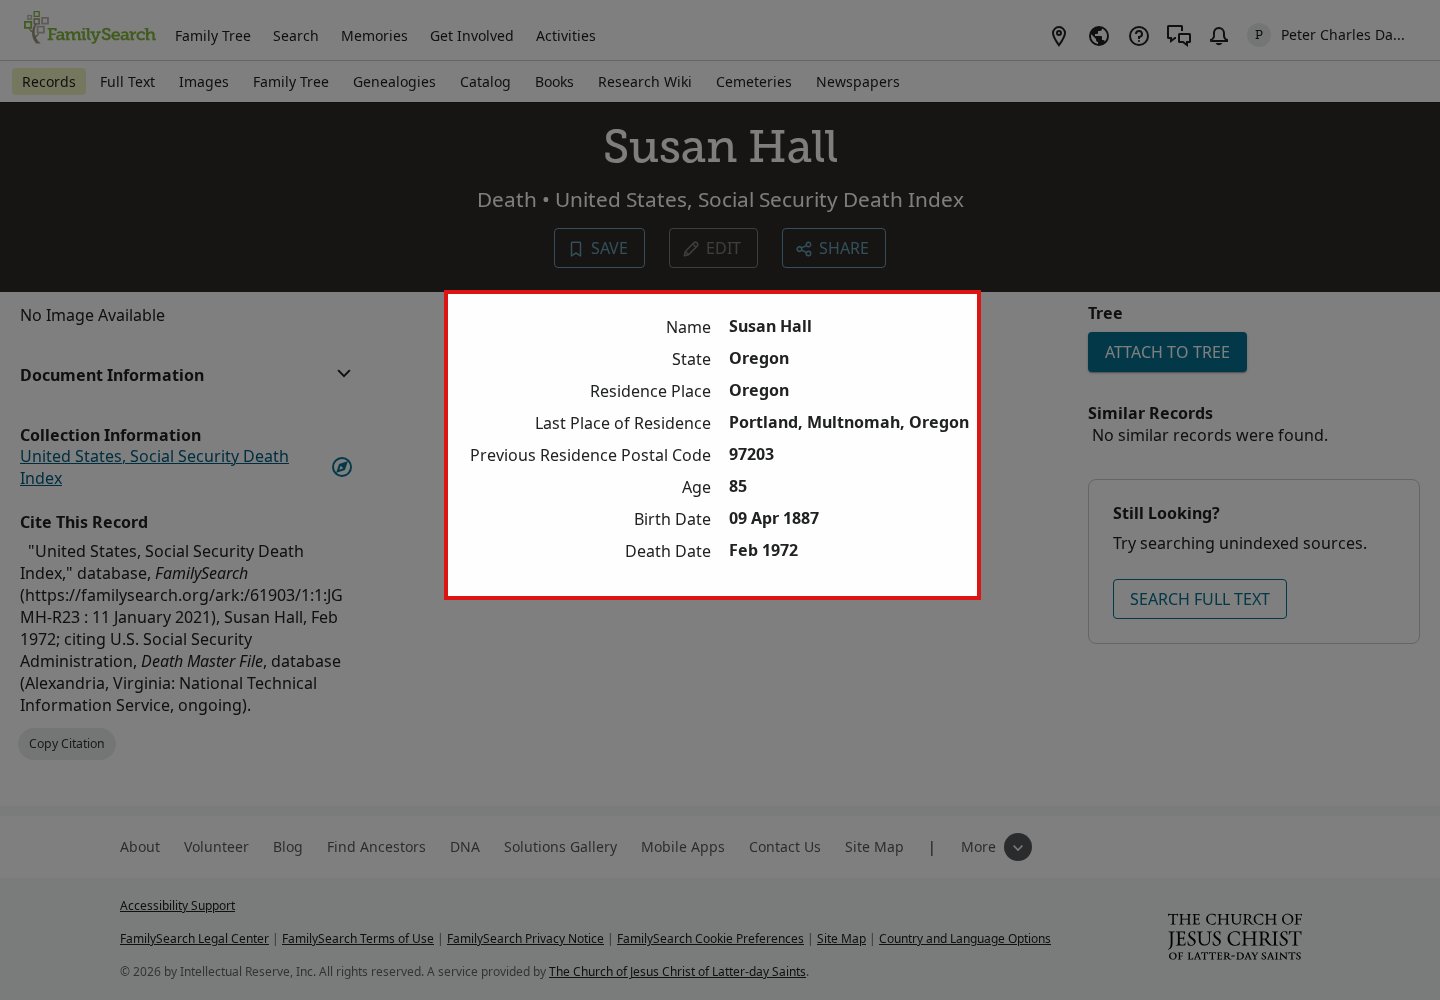 FamilySearch
Family Tree
Search
Memories
Get Involved
Activities
P
Peter Charles Da...
Records
Full Text
Images
Family Tree
Genealogies
Catalog
Books
Research Wiki
Cemeteries
Newspapers
Susan Hall
Death • United States, Social Security Death Index
SAVE
EDIT
SHARE
No Image Available
Document Information
Collection Information
United States, Social Security Death
Index
Cite This Record
"United States, Social Security Death
Index," database, FamilySearch
(https://familysearch.org/ark:/61903/1:1:JG
MH-R23 : 11 January 2021), Susan Hall, Feb
1972; citing U.S. Social Security
Administration, Death Master File, database
(Alexandria, Virginia: National Technical
Information Service, ongoing).
Copy Citation
Name Susan Hall
State Oregon
Residence Place Oregon
Last Place of Residence Portland, Multnomah, Oregon
Previous Residence Postal Code 97203
Age 85
Birth Date 09 Apr 1887
Death Date Feb 1972
Tree
ATTACH TO TREE
Similar Records
No similar records were found.
Still Looking?
Try searching unindexed sources.
SEARCH FULL TEXT
About
Volunteer
Blog
Find Ancestors
DNA
Solutions Gallery
Mobile Apps
Contact Us
Site Map
|
More
Accessibility Support
FamilySearch Legal Center | FamilySearch Terms of Use | FamilySearch Privacy Notice | FamilySearch Cookie Preferences | Site Map | Country and Language Options
© 2026 by Intellectual Reserve, Inc. All rights reserved. A service provided by The Church of Jesus Christ of Latter-day Saints.
THE CHURCH OF
JESUS CHRIST
OF LATTER-DAY SAINTS